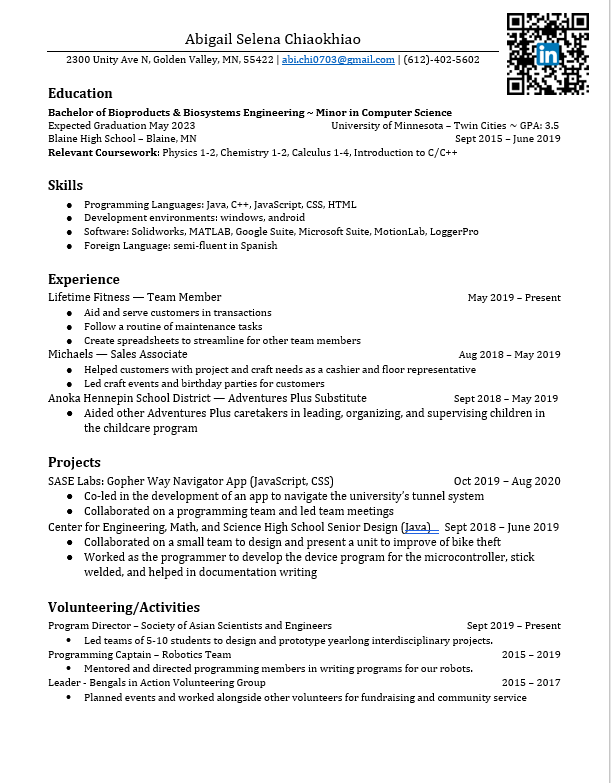 Abigail Selena Chiaokhiao
2300 Unity Ave N, Golden Valley, MN, 55422 | abi.chi0703@gmail.com | (612)-402-5602
in
Education
Bachelor of Bioproducts & Biosystems Engineering ~ Minor in Computer Science
Expected Graduation May 2023 University of Minnesota – Twin Cities ~ GPA: 3.5
Blaine High School – Blaine, MN Sept 2015 – June 2019
Relevant Coursework: Physics 1-2, Chemistry 1-2, Calculus 1-4, Introduction to C/C++
Skills
● Programming Languages: Java, C++, JavaScript, CSS, HTML
● Development environments: windows, android
● Software: Solidworks, MATLAB, Google Suite, Microsoft Suite, MotionLab, LoggerPro
● Foreign Language: semi-fluent in Spanish
Experience
Lifetime Fitness — Team Member May 2019 – Present
● Aid and serve customers in transactions
● Follow a routine of maintenance tasks
● Create spreadsheets to streamline for other team members
Michaels — Sales Associate Aug 2018 – May 2019
● Helped customers with project and craft needs as a cashier and floor representative
● Led craft events and birthday parties for customers
Anoka Hennepin School District — Adventures Plus Substitute Sept 2018 – May 2019
● Aided other Adventures Plus caretakers in leading, organizing, and supervising children in
the childcare program
Projects
SASE Labs: Gopher Way Navigator App (JavaScript, CSS) Oct 2019 – Aug 2020
● Co-led in the development of an app to navigate the university's tunnel system
● Collaborated on a programming team and led team meetings
Center for Engineering, Math, and Science High School Senior Design (Java) Sept 2018 – June 2019
● Collaborated on a small team to design and present a unit to improve of bike theft
● Worked as the programmer to develop the device program for the microcontroller, stick
welded, and helped in documentation writing
Volunteering/Activities
Program Director – Society of Asian Scientists and Engineers Sept 2019 – Present
● Led teams of 5-10 students to design and prototype yearlong interdisciplinary projects.
Programming Captain – Robotics Team 2015 – 2019
● Mentored and directed programming members in writing programs for our robots.
Leader - Bengals in Action Volunteering Group 2015 – 2017
● Planned events and worked alongside other volunteers for fundraising and community service